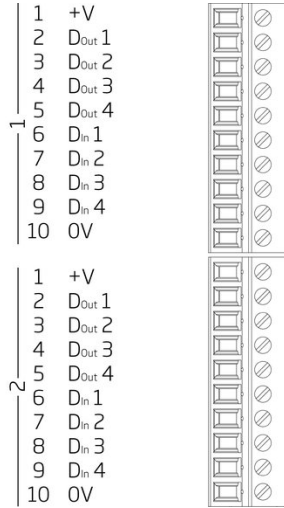 1
1 +V
2 DOut 1
3 DOut 2
4 DOut 3
5 DOut 4
6 DIn 1
7 DIn 2
8 DIn 3
9 DIn 4
10 0V
2
1 +V
2 DOut 1
3 DOut 2
4 DOut 3
5 DOut 4
6 DIn 1
7 DIn 2
8 DIn 3
9 DIn 4
10 0V